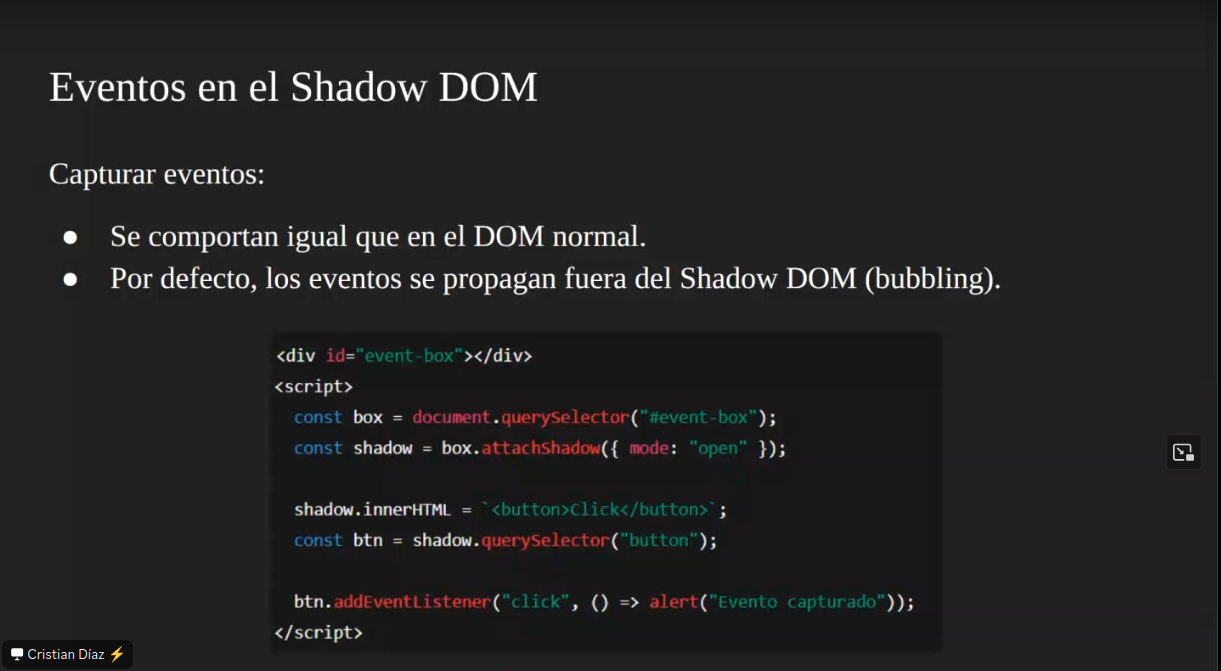 Eventos en el Shadow DOM
Capturar eventos:
● Se comportan igual que en el DOM normal.
● Por defecto, los eventos se propagan fuera del Shadow DOM (bubbling).
<div id="event-box"></div>
<script>
  const box = document.querySelector("#event-box");
  const shadow = box.attachShadow({ mode: "open" });
  shadow.innerHTML = `<button>Click</button>`;
  const btn = shadow.querySelector("button");
  btn.addEventListener("click", () => alert("Evento capturado"));
</script>
Cristian Díaz ⚡